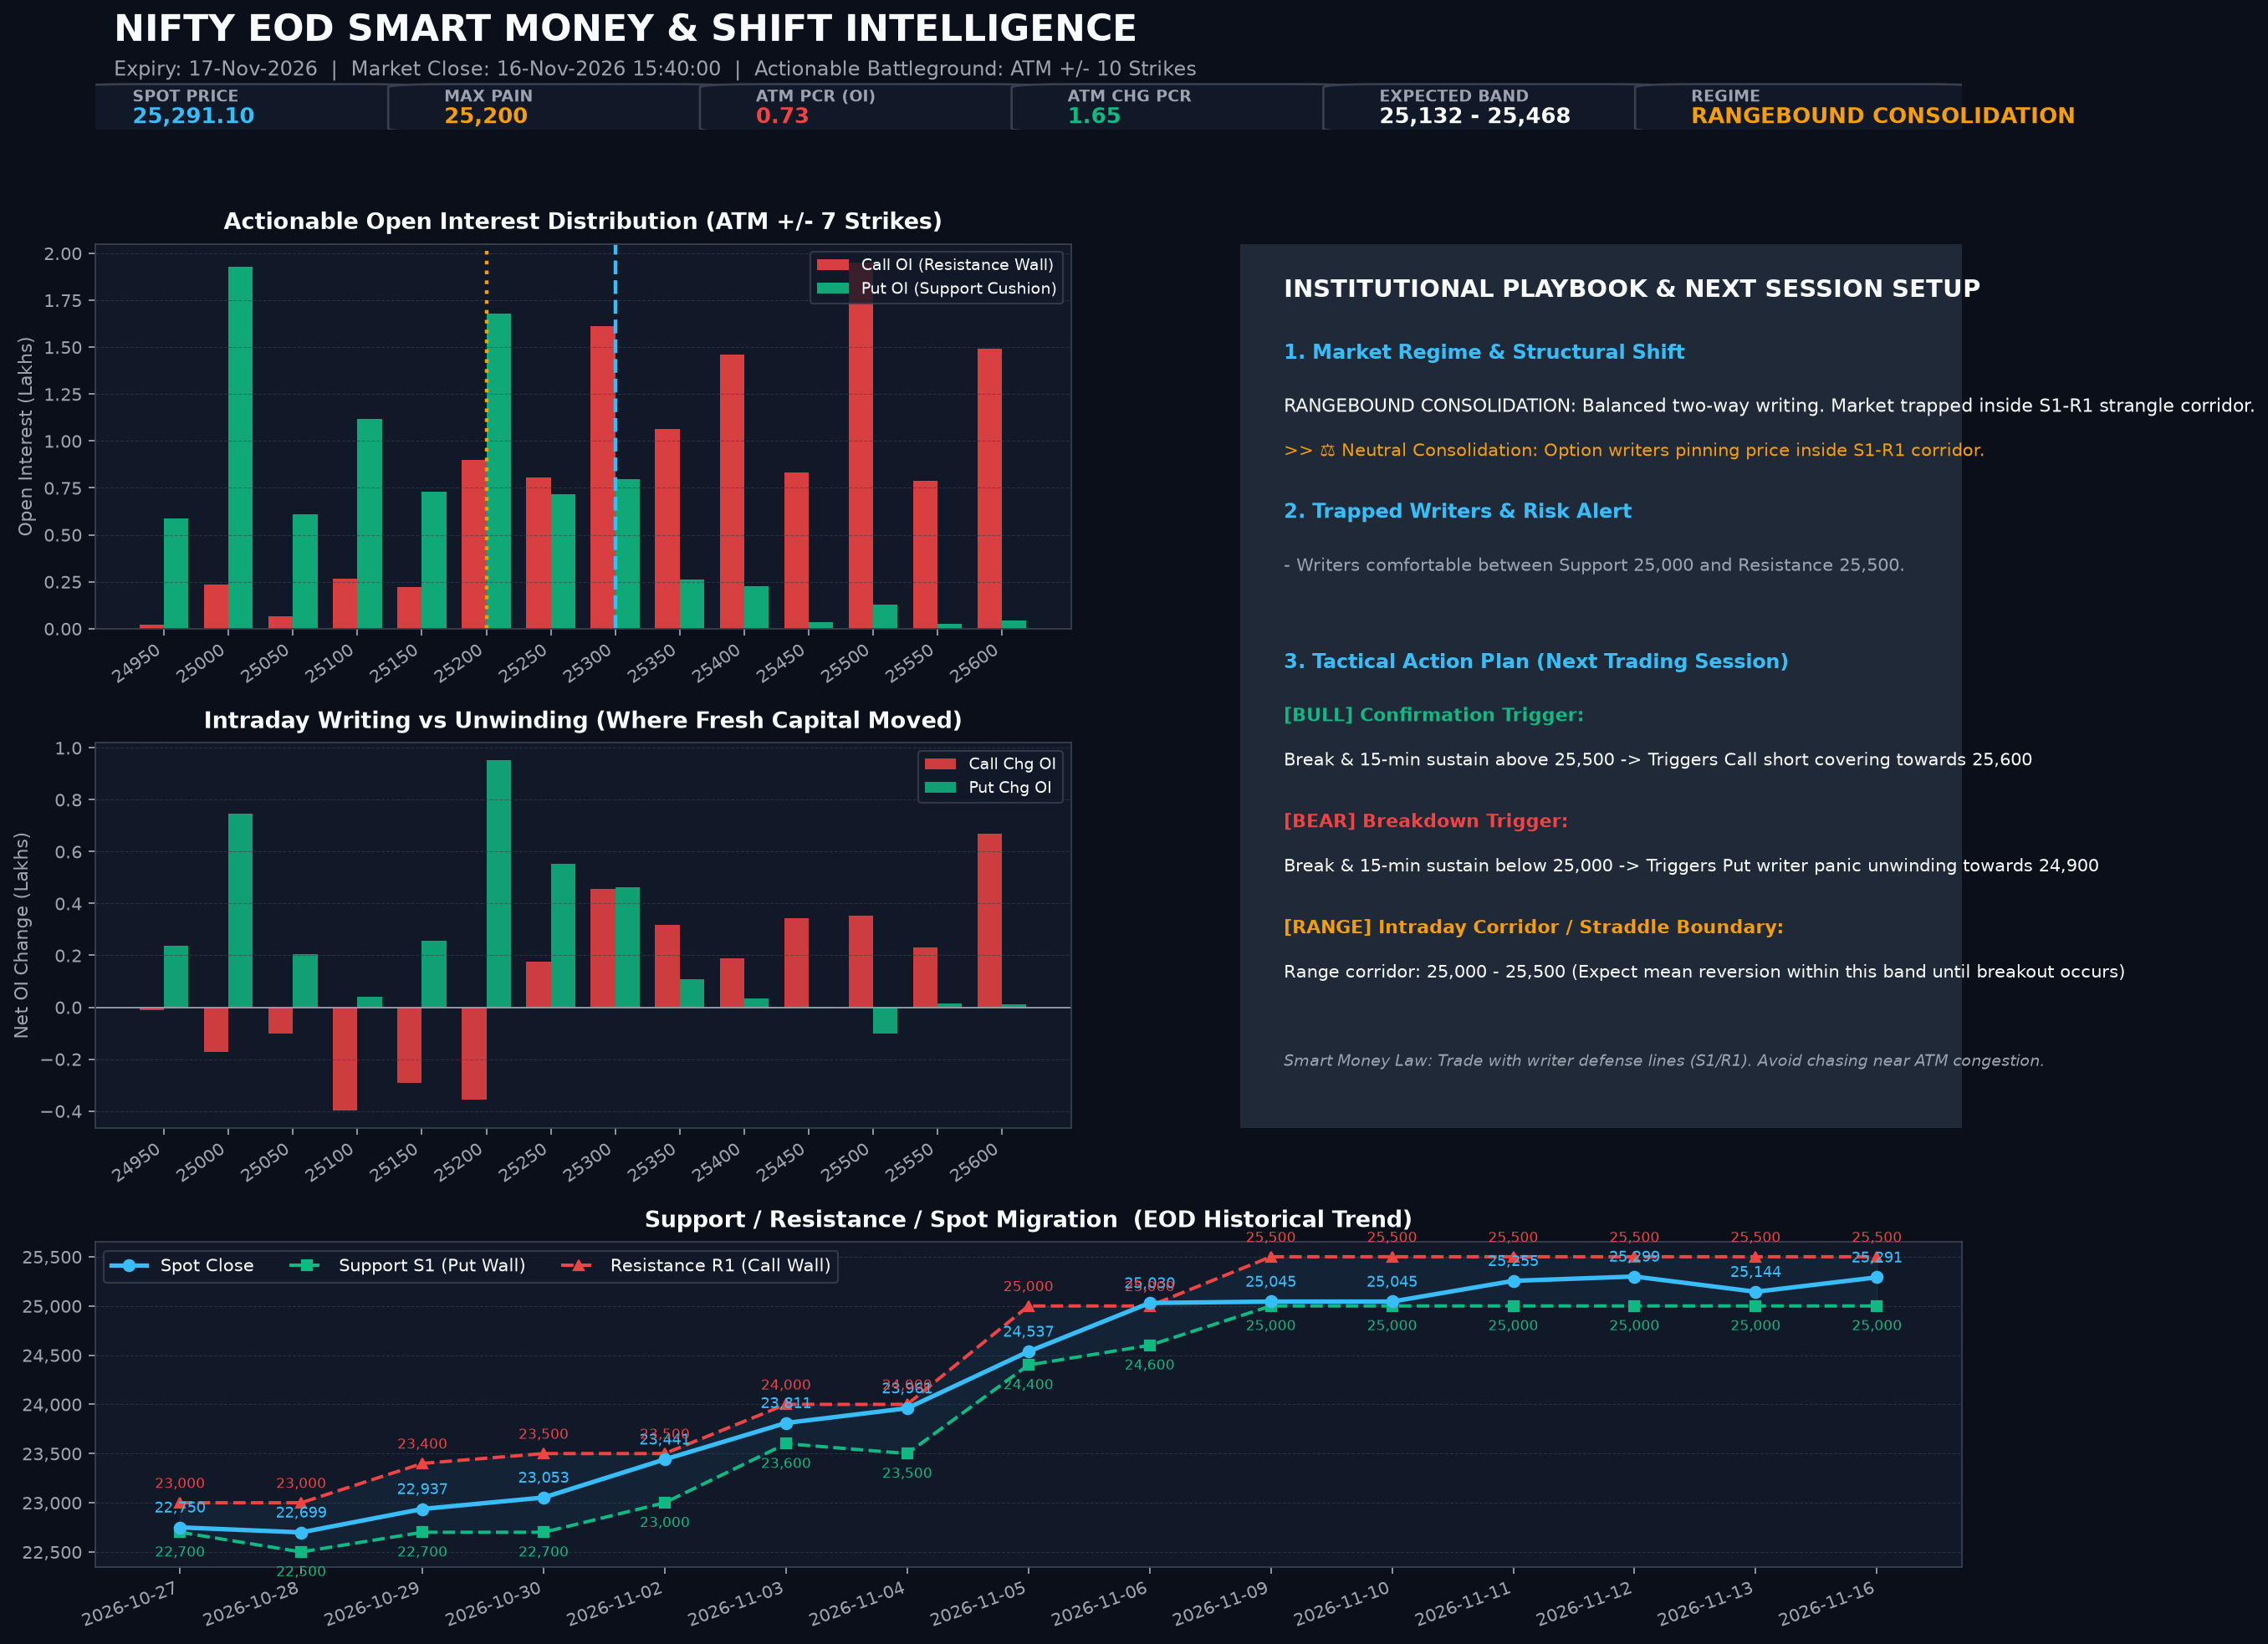 NIFTY EOD SMART MONEY & SHIFT INTELLIGENCE
Expiry: 17-Nov-2026 | Market Close: 16-Nov-2026 15:40:00 | Actionable Battleground: ATM +/- 10 Strikes
SPOT PRICE
25,291.10
MAX PAIN
25,200
ATM PCR (OI)
0.73
ATM CHG PCR
1.65
EXPECTED BAND
25,132 - 25,468
REGIME
RANGEBOUND CONSOLIDATION
Actionable Open Interest Distribution (ATM +/- 7 Strikes)
Open Interest (Lakhs)
2.00
1.75
1.50
1.25
1.00
0.75
0.50
0.25
0.00
Call OI (Resistance Wall)
Put OI (Support Cushion)
24950 25000 25050 25100 25150 25200 25250 25300 25350 25400 25450 25500 25550 25600
Intraday Writing vs Unwinding (Where Fresh Capital Moved)
Net OI Change (Lakhs)
1.0
0.8
0.6
0.4
0.2
0.0
−0.2
−0.4
Call Chg OI
Put Chg OI
24950 25000 25050 25100 25150 25200 25250 25300 25350 25400 25450 25500 25550 25600
INSTITUTIONAL PLAYBOOK & NEXT SESSION SETUP
1. Market Regime & Structural Shift
RANGEBOUND CONSOLIDATION: Balanced two-way writing. Market trapped inside S1-R1 strangle corridor.
>> ⚖ Neutral Consolidation: Option writers pinning price inside S1-R1 corridor.
2. Trapped Writers & Risk Alert
- Writers comfortable between Support 25,000 and Resistance 25,500.
3. Tactical Action Plan (Next Trading Session)
[BULL] Confirmation Trigger:
Break & 15-min sustain above 25,500 -> Triggers Call short covering towards 25,600
[BEAR] Breakdown Trigger:
Break & 15-min sustain below 25,000 -> Triggers Put writer panic unwinding towards 24,900
[RANGE] Intraday Corridor / Straddle Boundary:
Range corridor: 25,000 - 25,500 (Expect mean reversion within this band until breakout occurs)
Smart Money Law: Trade with writer defense lines (S1/R1). Avoid chasing near ATM congestion.
Support / Resistance / Spot Migration (EOD Historical Trend)
Spot Close
Support S1 (Put Wall)
Resistance R1 (Call Wall)
25,500
25,000
24,500
24,000
23,500
23,000
22,500
23,000 23,000 23,400 23,500 23,500 24,000 24,000 25,000 25,000 25,500 25,500 25,500 25,500 25,500 25,500
22,750 22,699 22,937 23,053 23,441 23,811 23,961 24,537 25,030 25,045 25,045 25,255 25,299 25,144 25,291
22,700 22,500 22,700 22,700 23,000 23,600 23,500 24,400 24,600 25,000 25,000 25,000 25,000 25,000 25,000
2026-10-27 2026-10-28 2026-10-29 2026-10-30 2026-11-02 2026-11-03 2026-11-04 2026-11-05 2026-11-06 2026-11-09 2026-11-10 2026-11-11 2026-11-12 2026-11-13 2026-11-16